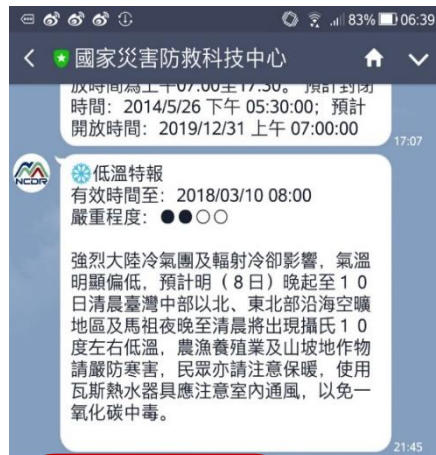 83% 06:39
國家災害防救科技中心
放時間為上午07:00至17:30。預計封閉
時間：2014/5/26 下午 05:30:00；預計
開放時間：2019/12/31 上午 07:00:00
17:07
NCDR
低溫特報
有效時間至：2018/03/10 08:00
嚴重程度：●●○○
強烈大陸冷氣團及輻射冷卻影響，氣溫
明顯偏低，預計明（8日）晚起至１０
日清晨臺灣中部以北、東北部沿海空曠
地區及馬祖夜晚至清晨將出現攝氏１０
度左右低溫，農漁養殖業及山坡地作物
請嚴防寒害，民眾亦請注意保暖，使用
瓦斯熱水器具應注意室內通風，以免一
氧化碳中毒。
21:45